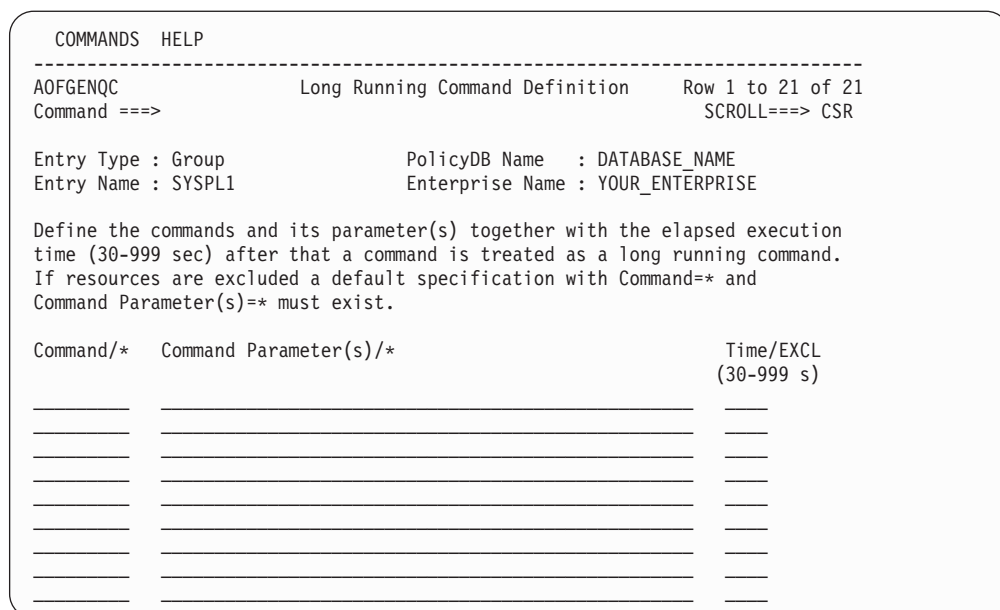 COMMANDS HELP
-------------------------------------------------------------------------------
AOFGENQC Long Running Command Definition Row 1 to 21 of 21
Command ===> SCROLL===> CSR
Entry Type : Group PolicyDB Name : DATABASE_NAME
Entry Name : SYSPL1 Enterprise Name : YOUR_ENTERPRISE
Define the commands and its parameter(s) together with the elapsed execution
time (30-999 sec) after that a command is treated as a long running command.
If resources are excluded a default specification with Command=* and
Command Parameter(s)=* must exist.
Command/* Command Parameter(s)/* Time/EXCL
(30-999 s)